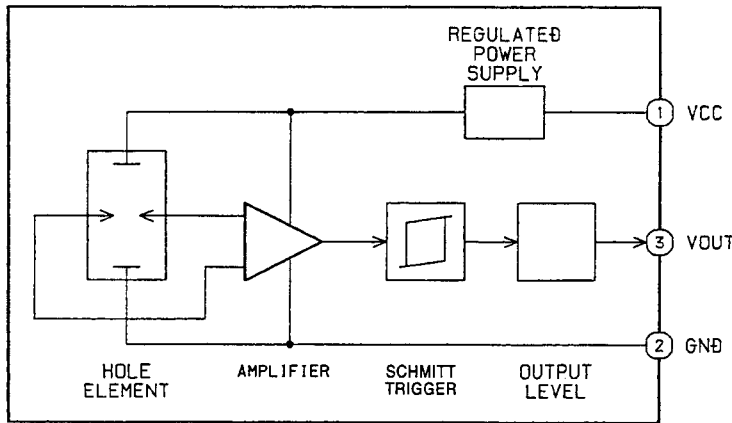 REGULATED
POWER
SUPPLY
1 VCC
3 VOUT
2 GND
HOLE
ELEMENT
AMPLIFIER
SCHMITT
TRIGGER
OUTPUT
LEVEL